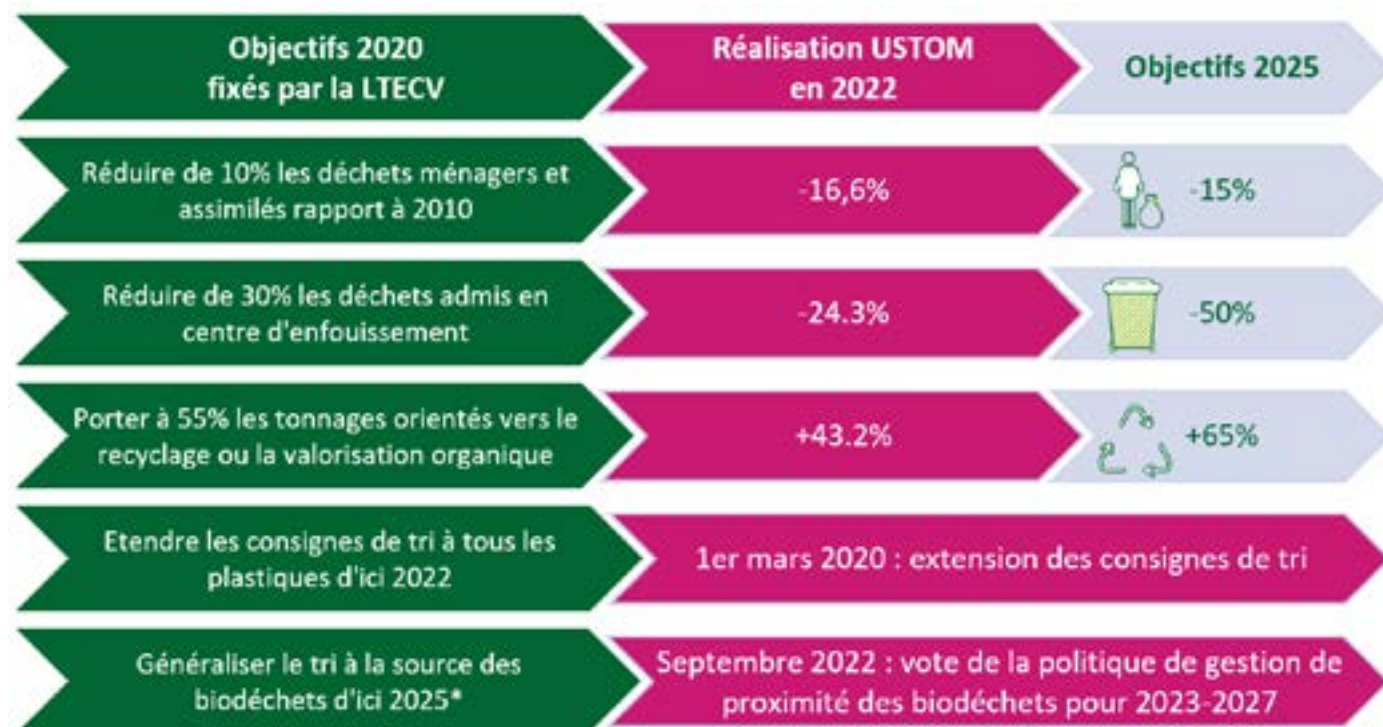 Objectifs 2020
fixés par la LTECV
Réalisation USTOM
en 2022
Objectifs 2025
Réduire de 10% les déchets ménagers et
assimilés rapport à 2010
-16,6%
-15%
Réduire de 30% les déchets admis en
centre d'enfouissement
-24.3%
-50%
Porter à 55% les tonnages orientés vers le
recyclage ou la valorisation organique
+43.2%
+65%
Etendre les consignes de tri à tous les
plastiques d'ici 2022
1er mars 2020 : extension des consignes de tri
Généraliser le tri à la source des
biodéchets d'ici 2025*
Septembre 2022 : vote de la politique de gestion de
proximité des biodéchets pour 2023-2027